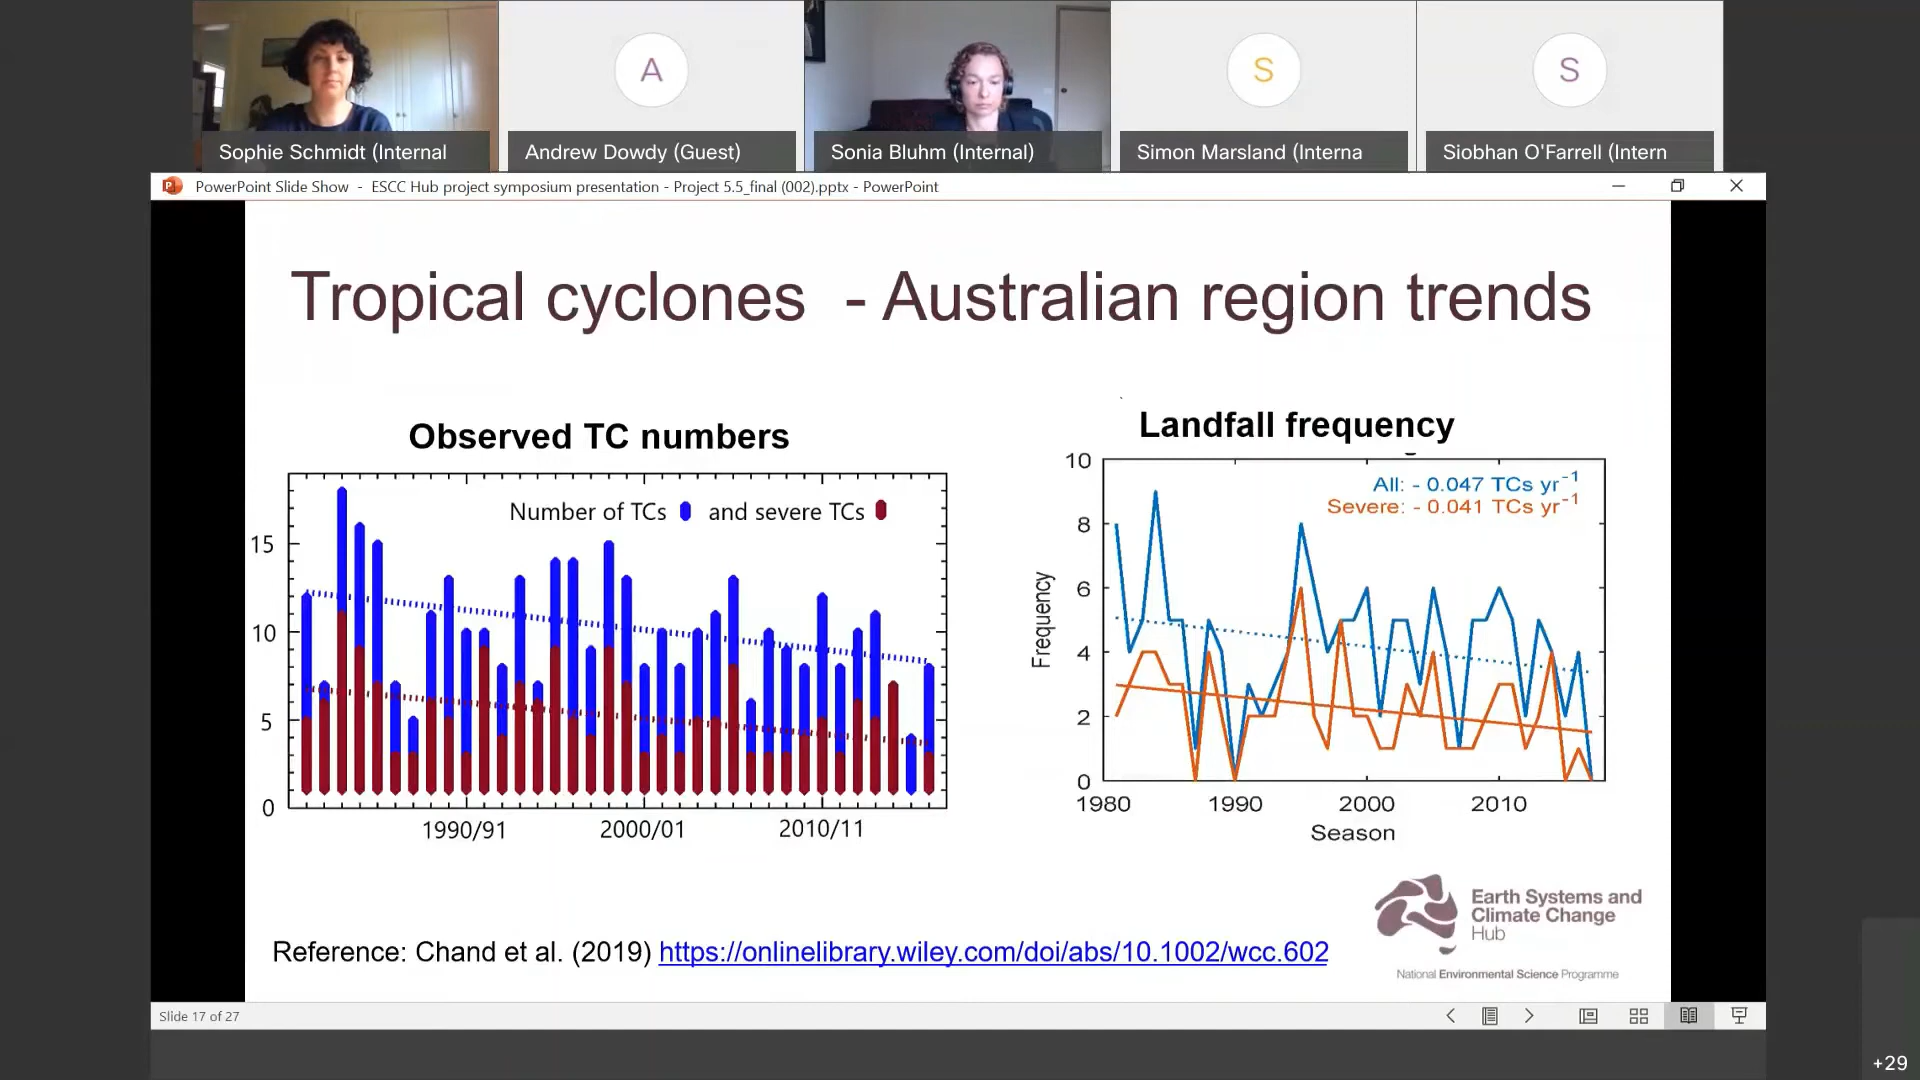 A
S
S
Sophie Schmidt (Internal
Andrew Dowdy (Guest)
Sonia Bluhm (Internal)
Simon Marsland (Interna
Siobhan O'Farrell (Intern
PowerPoint Slide Show - ESCC Hub project symposium presentation - Project 5.5_final (002).pptx - PowerPoint
Tropical cyclones - Australian region trends
Observed TC numbers
Number of TCs and severe TCs
15
10
5
0
1990/91 2000/01 2010/11
Landfall frequency
All: - 0.047 TCs yr⁻¹
Severe: - 0.041 TCs yr⁻¹
Frequency
10
8
6
4
2
0
1980 1990 2000 2010
Season
Earth Systems and
Climate Change
Hub
National Environmental Science Programme
Reference: Chand et al. (2019) https://onlinelibrary.wiley.com/doi/abs/10.1002/wcc.602
Slide 17 of 27
+29